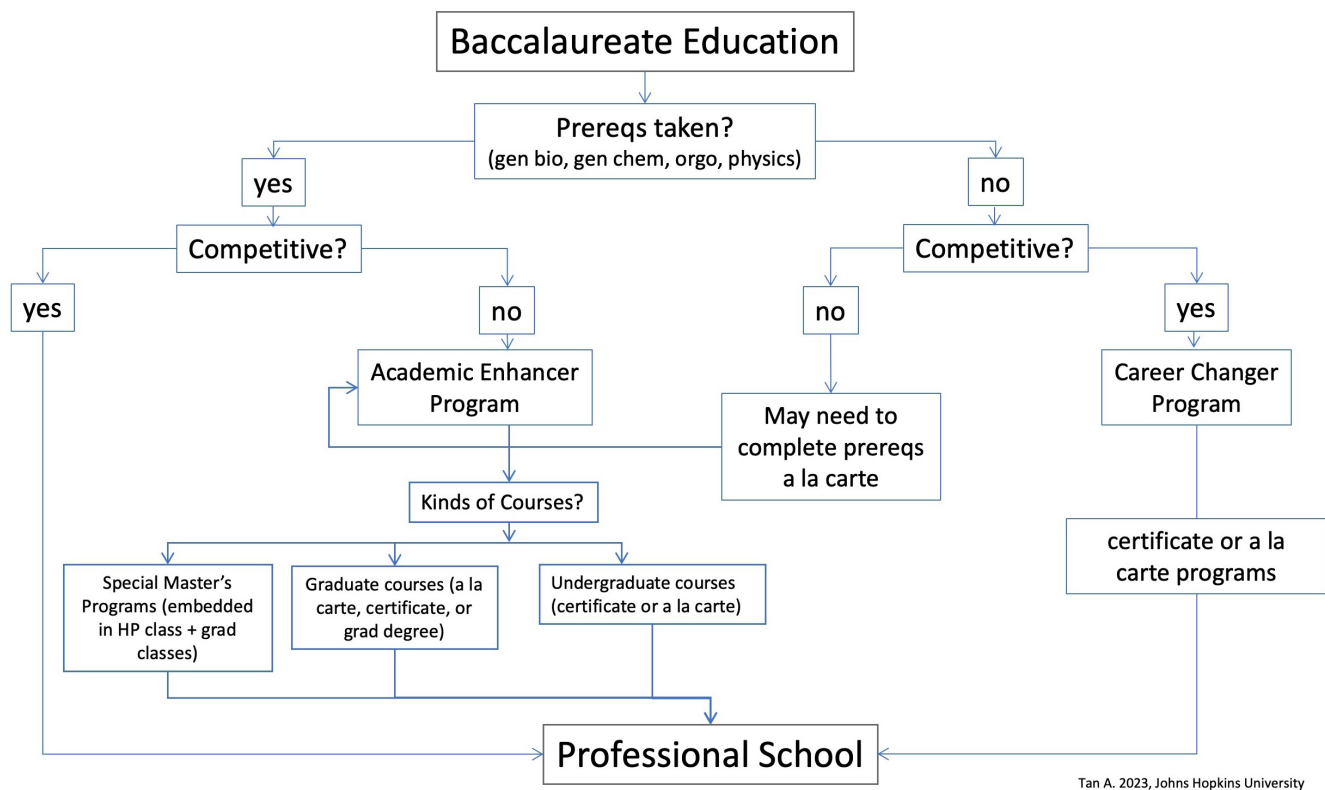 Baccalaureate Education
Prereqs taken?
(gen bio, gen chem, orgo, physics)
yes
no
Competitive?
Competitive?
yes
no
no
yes
Academic Enhancer
Program
May need to
complete prereqs
a la carte
Career Changer
Program
Kinds of Courses?
certificate or a la
carte programs
Special Master's
Programs (embedded
in HP class + grad
classes)
Graduate courses (a la
carte, certificate, or
grad degree)
Undergraduate courses
(certificate or a la carte)
Professional School
Tan A. 2023, Johns Hopkins University